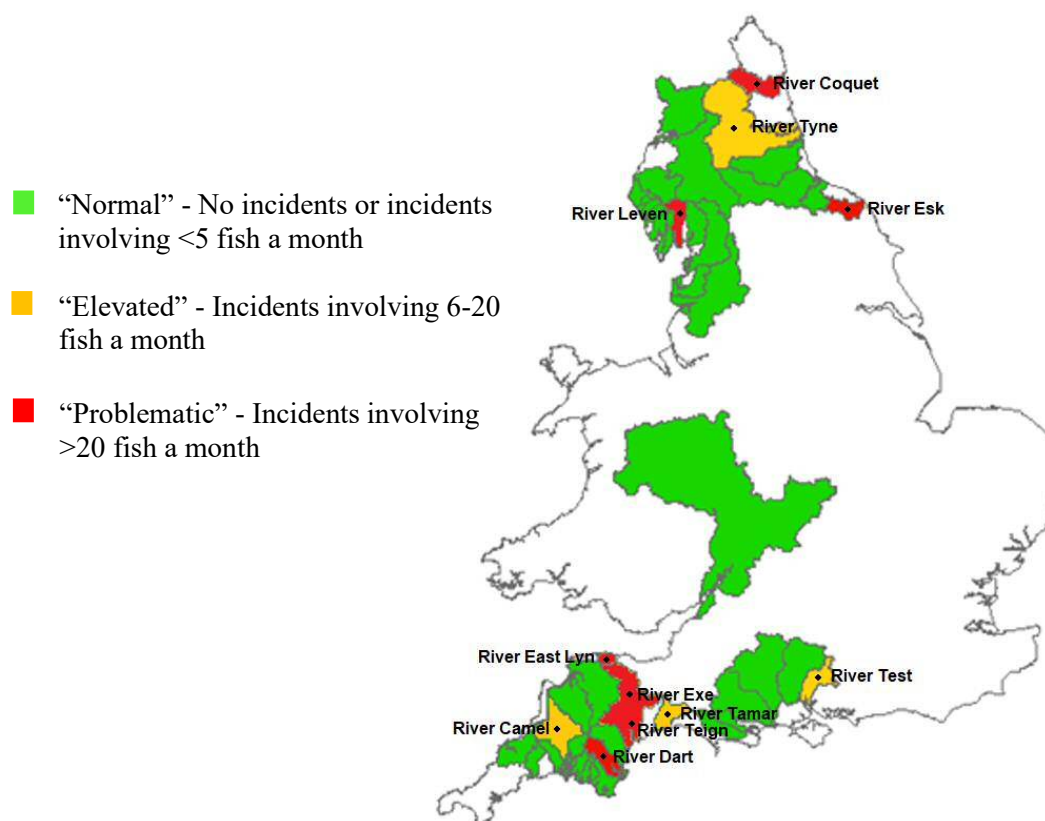 “Normal” - No incidents or incidents
involving <5 fish a month
“Elevated” - Incidents involving 6-20
fish a month
“Problematic” - Incidents involving
>20 fish a month
River Coquet
River Tyne
River Leven
River Esk
River East Lyn
River Test
River Exe
River Tamar
River Camel
River Teign
River Dart